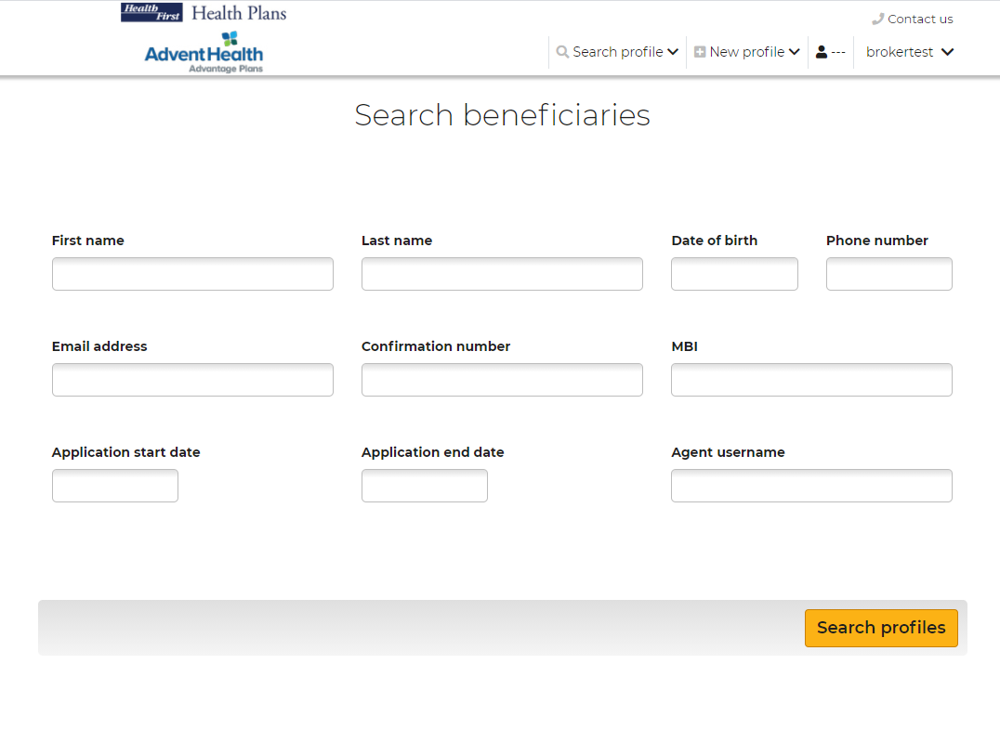 Health First Health Plans
AdventHealth
Advantage Plans
Contact us
Search profile
New profile
---
brokertest
Search beneficiaries
First name
Last name
Date of birth
Phone number
Email address
Confirmation number
MBI
Application start date
Application end date
Agent username
Search profiles